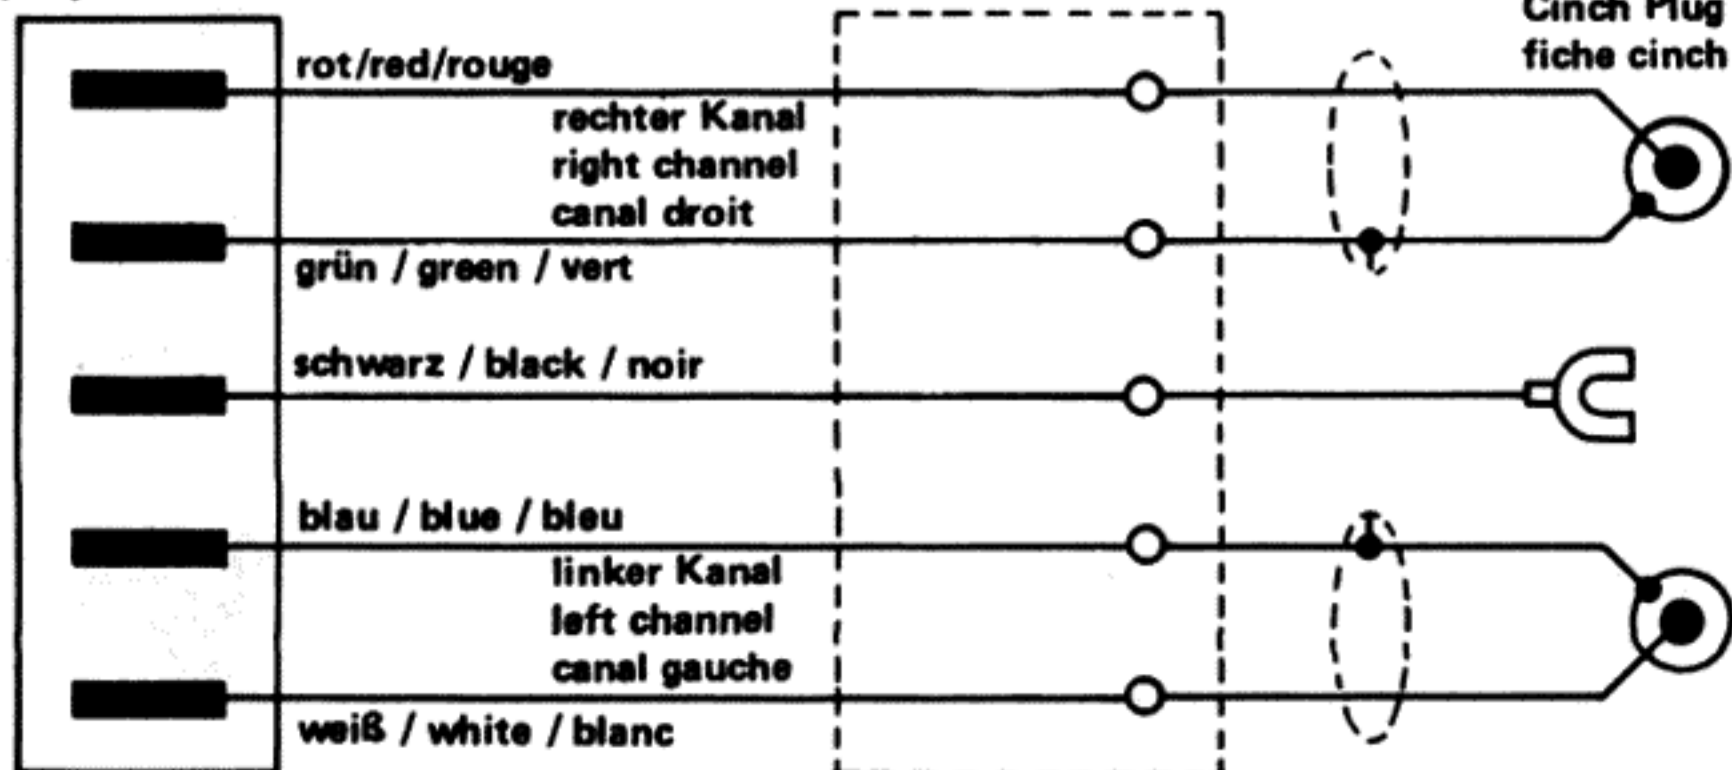 Cinch Plug
fiche cinch
rot/red/rouge
rechter Kanal
right channel
canal droit
grün / green / vert
schwarz / black / noir
blau / blue / bleu
linker Kanal
left channel
canal gauche
weiß / white / blanc